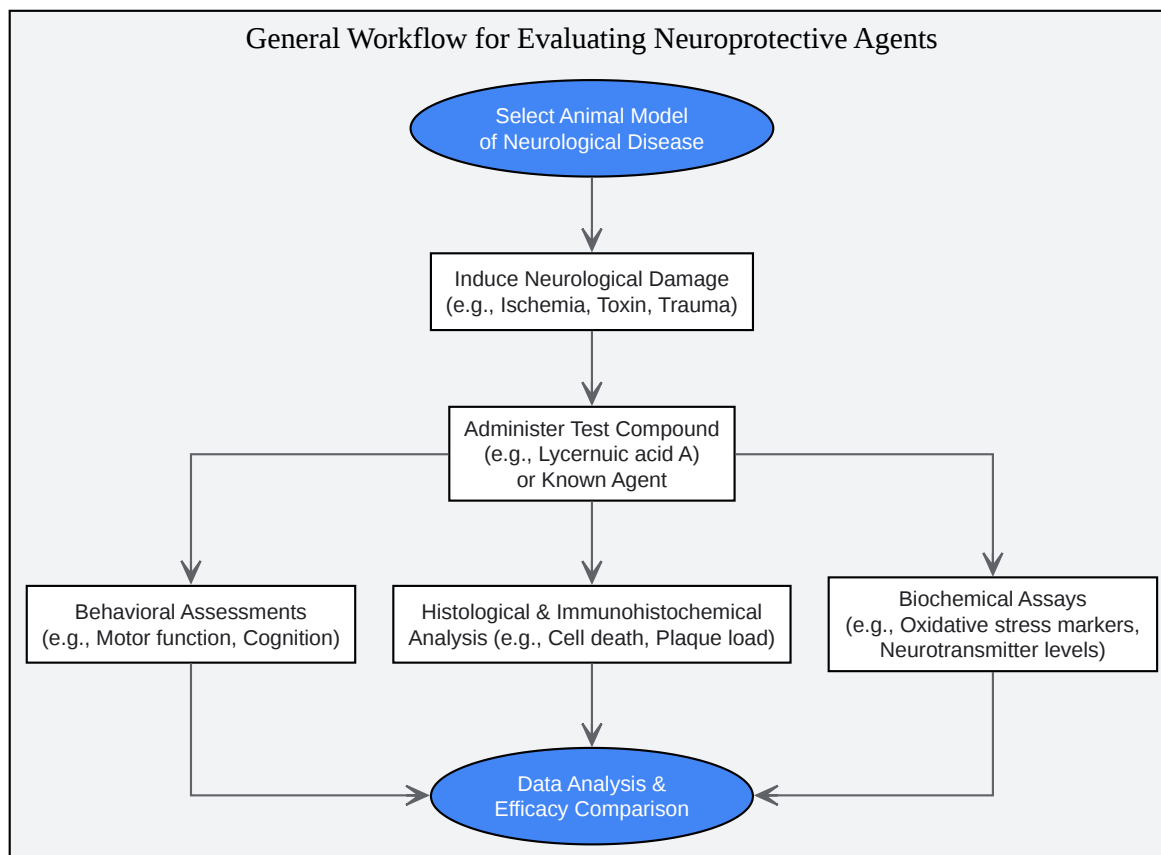 General Workflow for Evaluating Neuroprotective Agents
Select Animal Model
of Neurological Disease
Induce Neurological Damage
(e.g., Ischemia, Toxin, Trauma)
Administer Test Compound
(e.g., Lycernuic acid A)
or Known Agent
Behavioral Assessments
(e.g., Motor function, Cognition)
Histological & Immunohistochemical
Analysis (e.g., Cell death, Plaque load)
Biochemical Assays
(e.g., Oxidative stress markers,
Neurotransmitter levels)
Data Analysis &
Efficacy Comparison